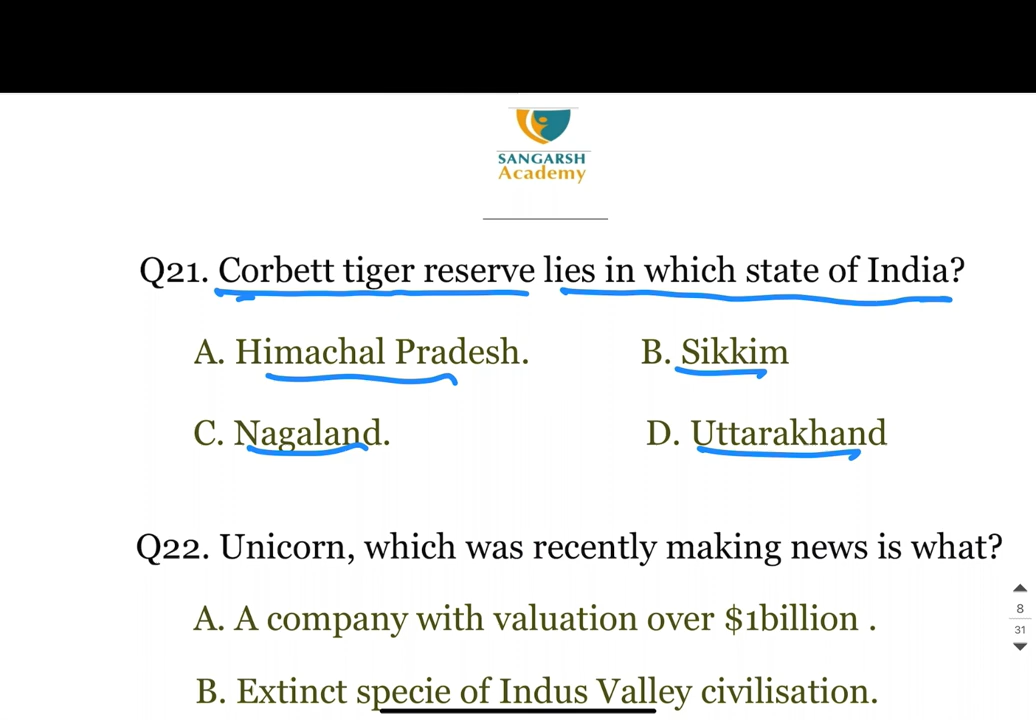 SANGARSH
Academy
Q21. Corbett tiger reserve lies in which state of India?
A. Himachal Pradesh. B. Sikkim
C. Nagaland. D. Uttarakhand
Q22. Unicorn, which was recently making news is what?
A. A company with valuation over $1billion .
8
31
B. Extinct specie of Indus Valley civilisation.